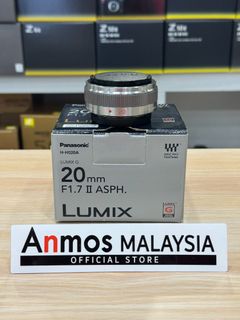 Panasonic
H-H020A
LUMIX G
20mm
F1.7 II ASPH.
LUMIX
G
Anmos MALAYSIA
OFFICIAL STORE